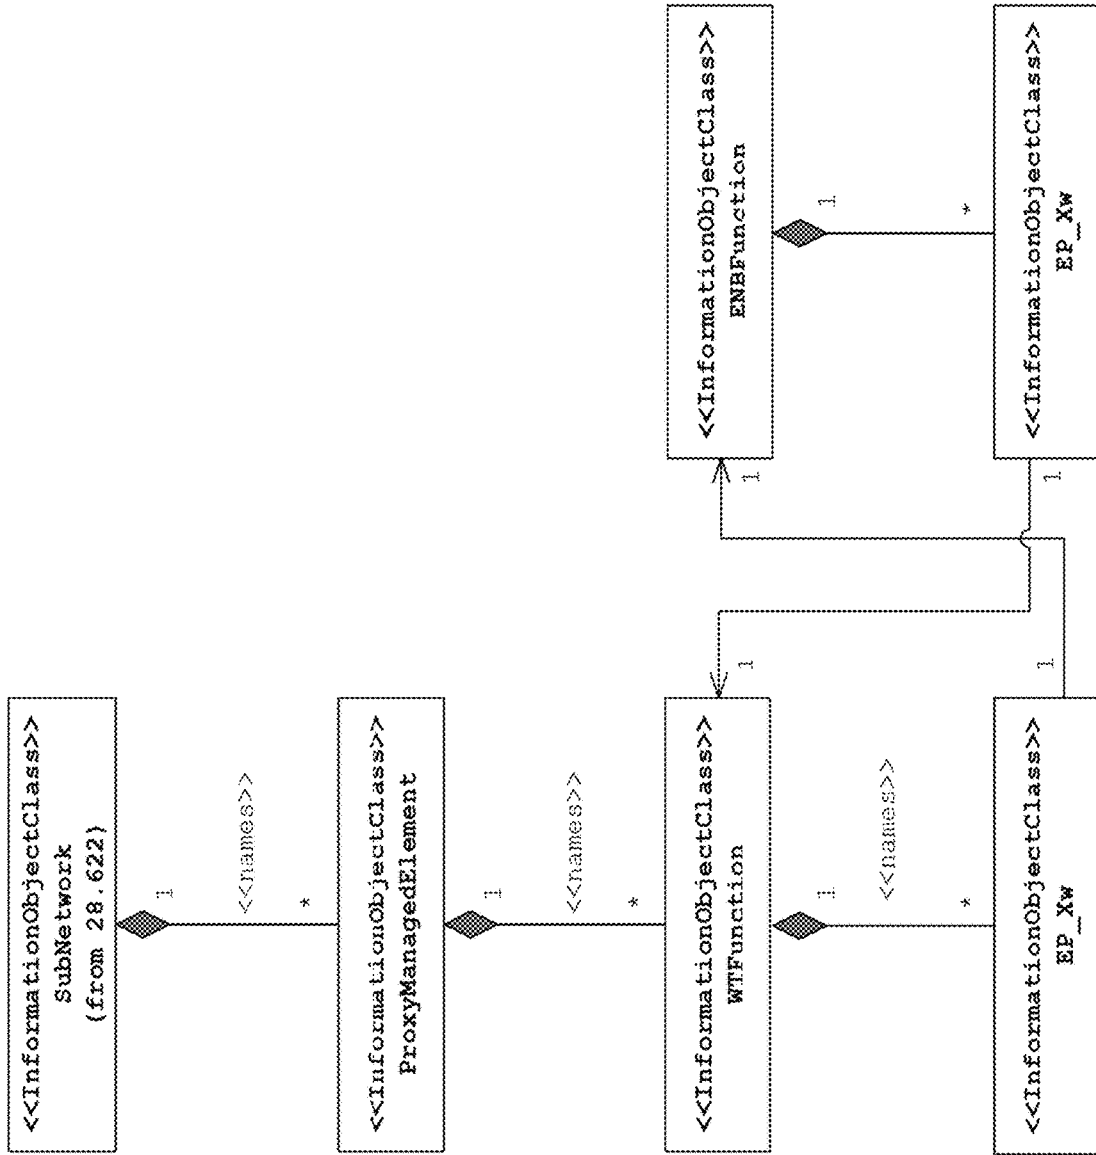 <<InformationObjectClass>>
SubNetwork
(from 28.622)
1
<<names>>
*
<<InformationObjectClass>>
ProxyManagedElement
1
<<names>>
*
<<InformationObjectClass>>
WTFunction
1
1
<<names>>
*
<<InformationObjectClass>>
EP_Xw
1
<<InformationObjectClass>>
ENBFunction
1
1
*
<<InformationObjectClass>>
EP_Xw
1